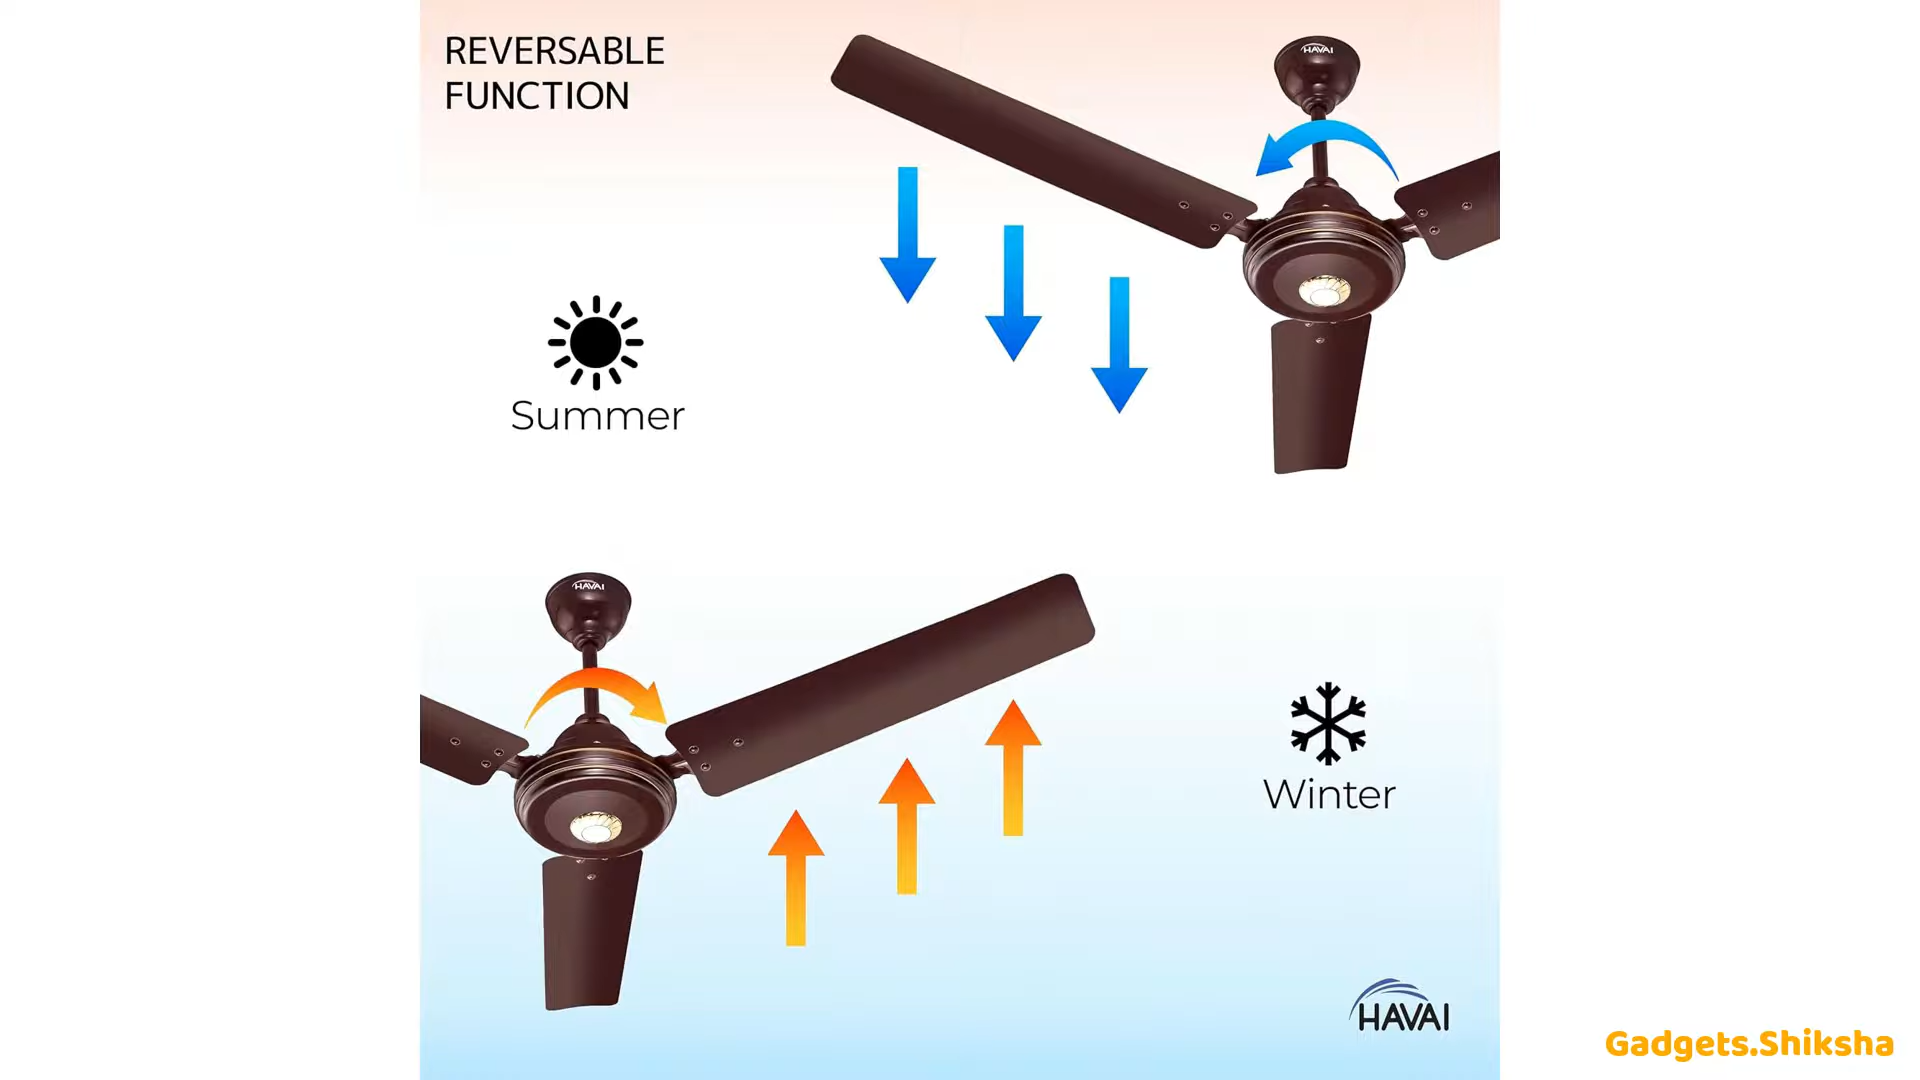 REVERSABLE
FUNCTION
HAVAI
Summer
HAVAI
Winter
HAVAI
Gadgets.Shiksha